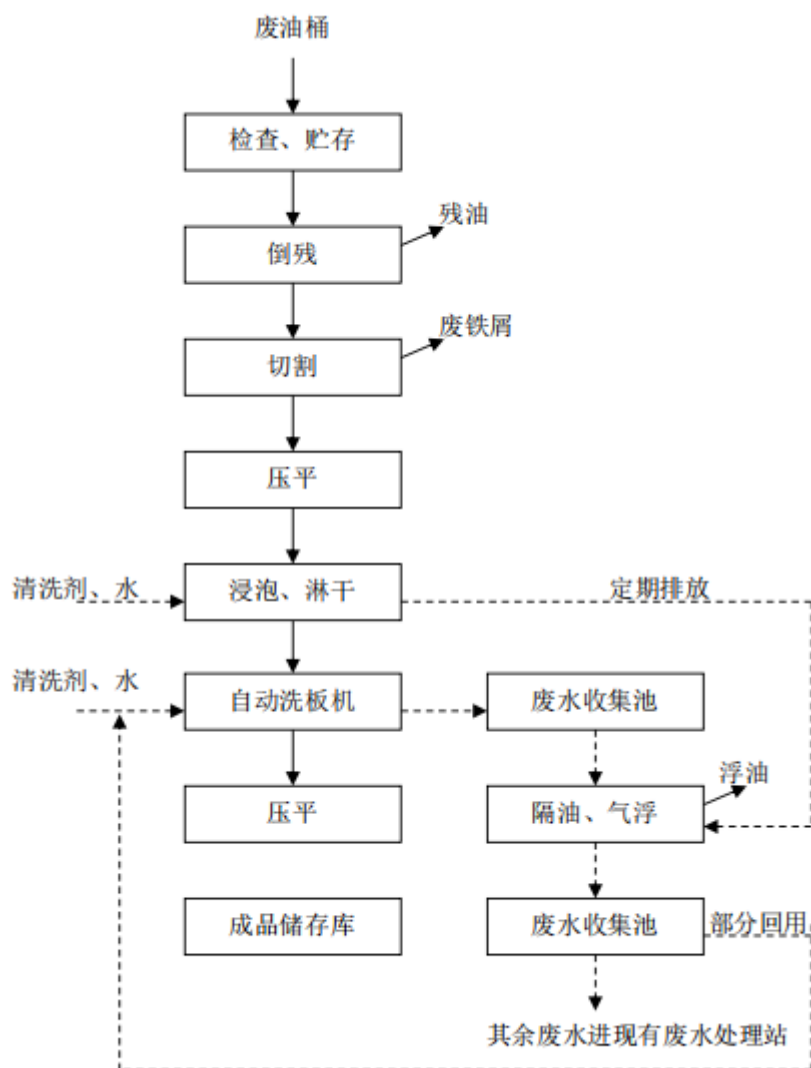 废油桶
检查、贮存
倒残
残油
切割
废铁屑
压平
清洗剂、水
浸泡、淋干
定期排放
清洗剂、水
自动洗板机
废水收集池
压平
隔油、气浮
浮油
成品储存库
废水收集池
部分回用
其余废水进现有废水处理站